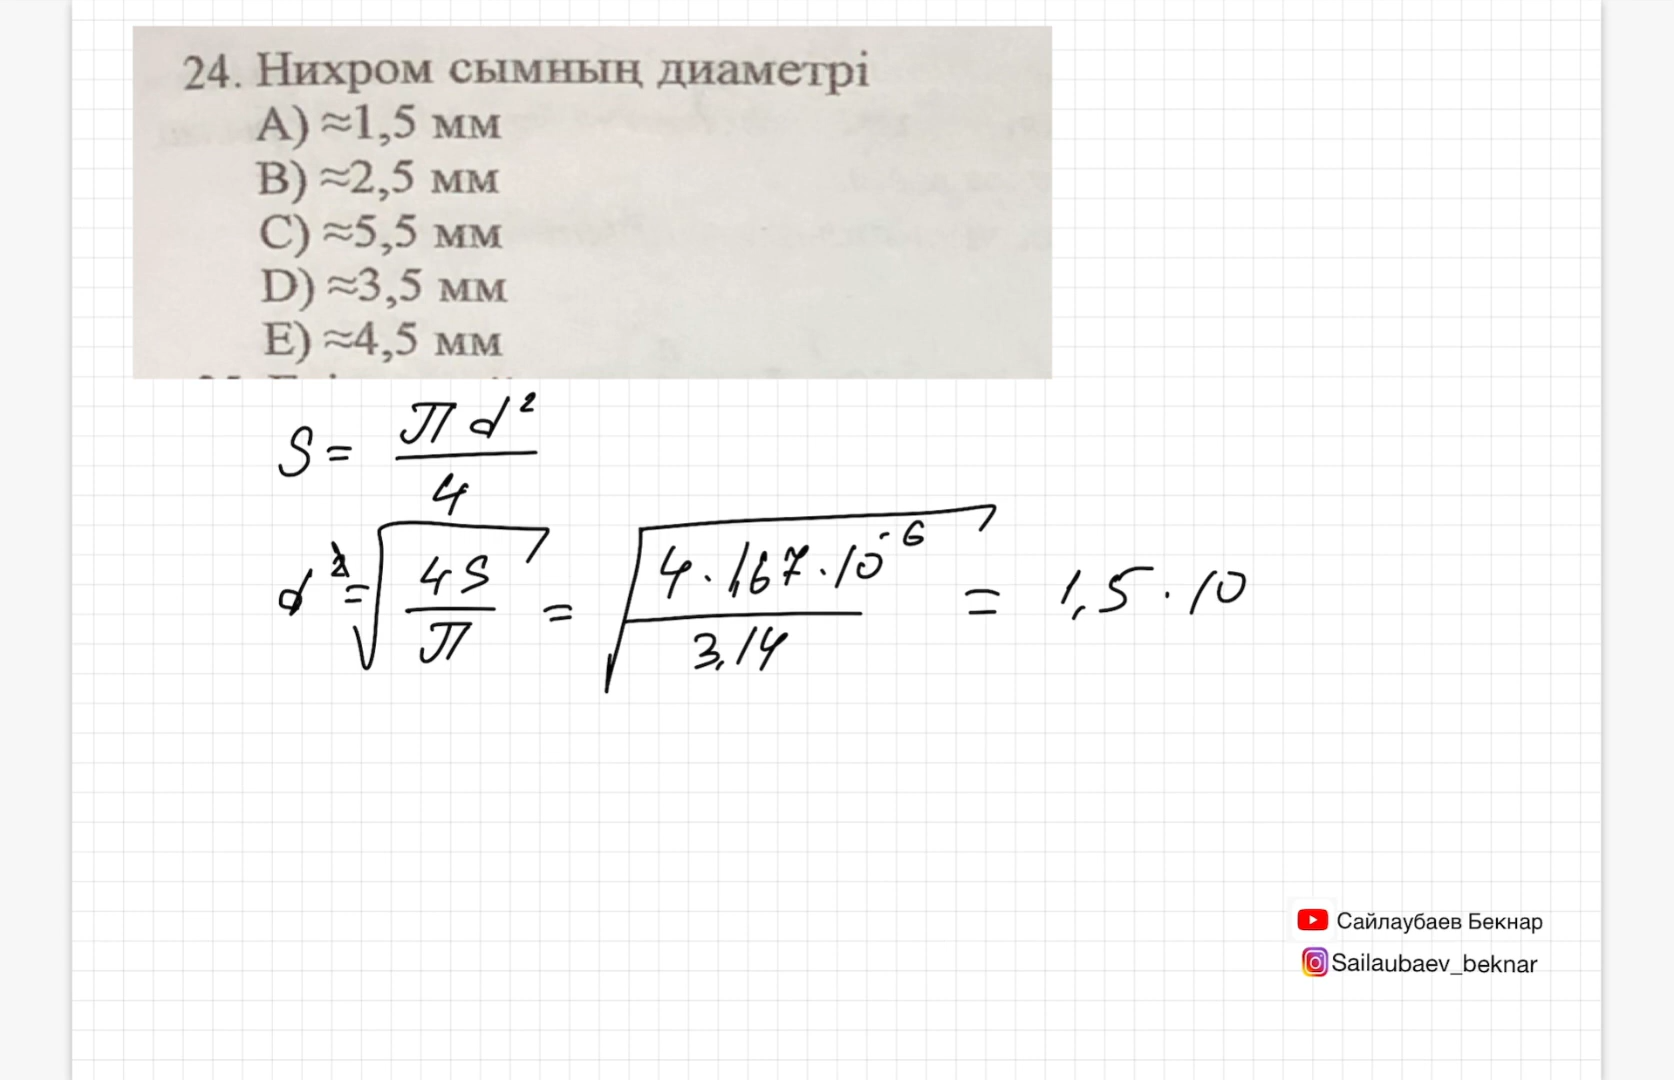 24. Нихром сымның диаметрі
A) ≈1,5 мм
B) ≈2,5 мм
C) ≈5,5 мм
D) ≈3,5 мм
E) ≈4,5 мм
S = πd² / 4
d = √(4S / π) = √(4 · 1,67 · 10⁻⁶ / 3,14) = 1,5 · 10
Сайлаубаев Бекнар
Sailaubaev_beknar